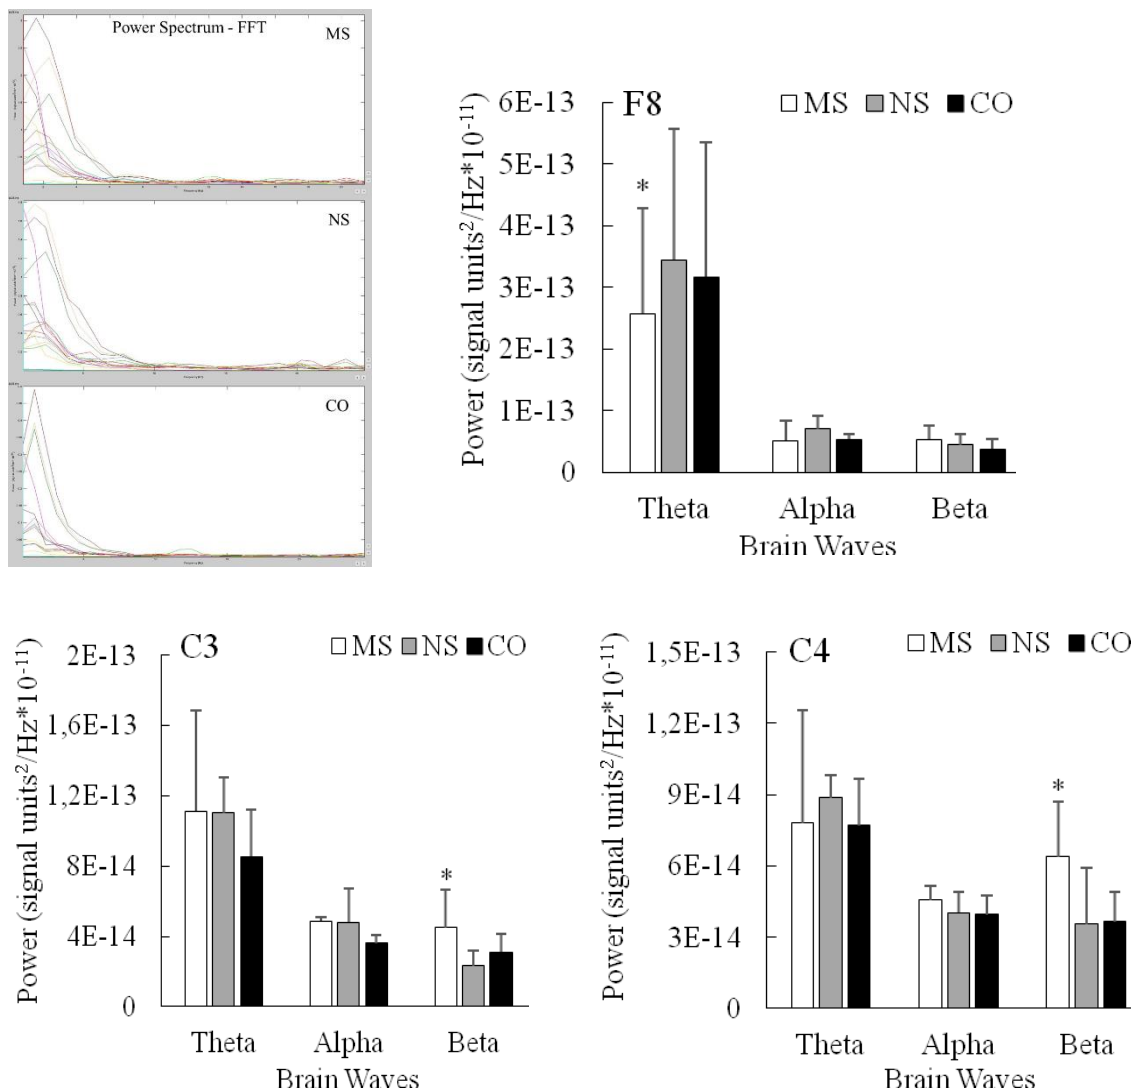 Power Spectrum - FFT
MS
NS
CO
F8
MS NS CO
Power (signal units²/Hz*10⁻¹¹)
6E-13
5E-13
4E-13
3E-13
2E-13
1E-13
0
*
Theta Alpha Beta
Brain Waves
C3
MS NS CO
Power (signal units²/Hz*10⁻¹¹)
2E-13
1,6E-13
1,2E-13
8E-14
4E-14
0
*
Theta Alpha Beta
Brain Waves
C4
MS NS CO
Power (signal units²/Hz*10⁻¹¹)
1,5E-13
1,2E-13
9E-14
6E-14
3E-14
0
*
Theta Alpha Beta
Brain Waves